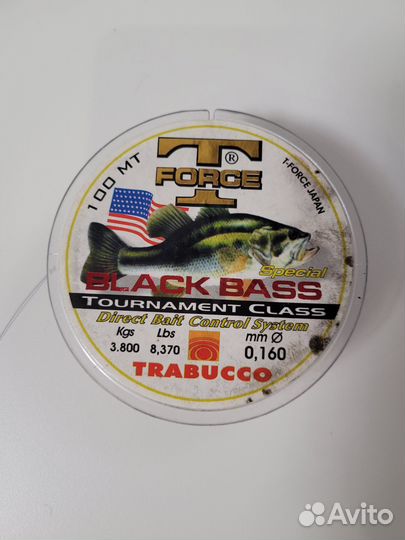 T®
FORCE
100 MT
T-FORCE JAPAN
Special
BLACK BASS
TOURNAMENT CLASS
Direct Bait Control System
Kgs Lbs mm Ø
3.800 8,370 0,160
TRABUCCO
Avito